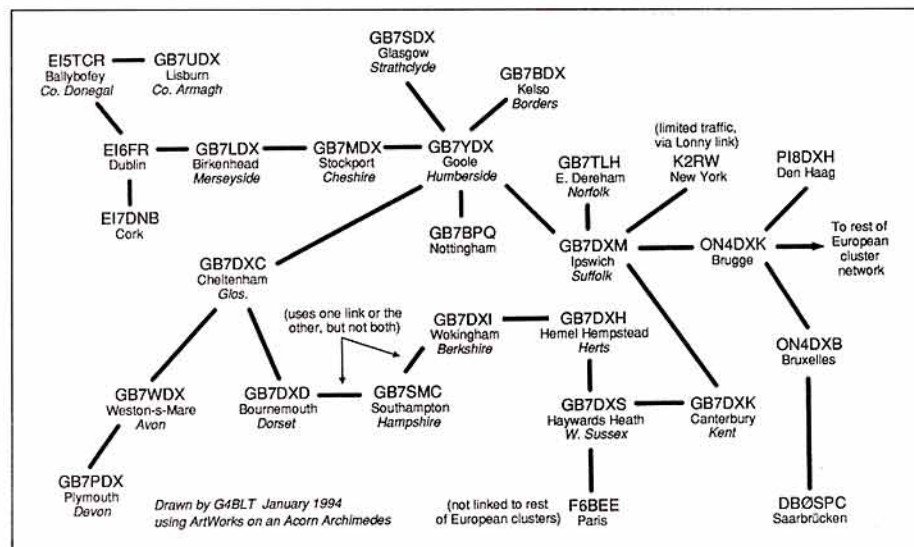 GB7SDX
Glasgow
Strathclyde
EI5TCR
Ballybofey
Co. Donegal
GB7UDX
Lisburn
Co. Armagh
GB7BDX
Kelso
Borders
EI6FR
Dublin
GB7LDX
Birkenhead
Merseyside
GB7MDX
Stockport
Cheshire
GB7YDX
Goole
Humberside
GB7TLH
E. Dereham
Norfolk
(limited traffic,
via Lonny link)
K2RW
New York
PI8DXH
Den Haag
EI7DNB
Cork
GB7BPQ
Nottingham
GB7DXM
Ipswich
Suffolk
ON4DXK
Brugge
To rest of
European
cluster
network
GB7DXC
Cheltenham
Glos.
(uses one link or the
other, but not both)
GB7DXI
Wokingham
Berkshire
GB7DXH
Hemel Hempstead
Herts
ON4DXB
Bruxelles
GB7WDX
Weston-s-Mare
Avon
GB7DXD
Bournemouth
Dorset
GB7SMC
Southampton
Hampshire
GB7DXS
Haywards Heath
W. Sussex
GB7DXK
Canterbury
Kent
GB7PDX
Plymouth
Devon
Drawn by G4BLT January 1994
using ArtWorks on an Acorn Archimedes
(not linked to rest
of European clusters)
F6BEE
Paris
DBØSPC
Saarbrücken